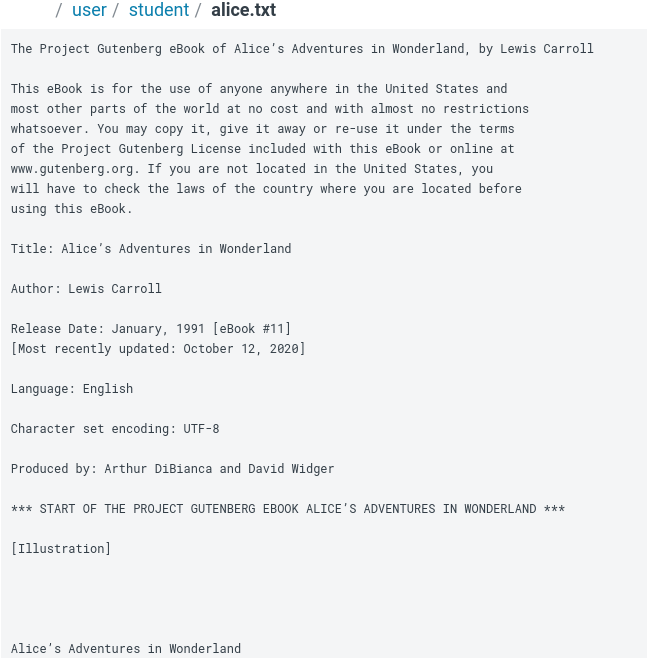 / user / student / alice.txt
The Project Gutenberg eBook of Alice’s Adventures in Wonderland, by Lewis Carroll
This eBook is for the use of anyone anywhere in the United States and
most other parts of the world at no cost and with almost no restrictions
whatsoever. You may copy it, give it away or re-use it under the terms
of the Project Gutenberg License included with this eBook or online at
www.gutenberg.org. If you are not located in the United States, you
will have to check the laws of the country where you are located before
using this eBook.
Title: Alice’s Adventures in Wonderland
Author: Lewis Carroll
Release Date: January, 1991 [eBook #11]
[Most recently updated: October 12, 2020]
Language: English
Character set encoding: UTF-8
Produced by: Arthur DiBianca and David Widger
*** START OF THE PROJECT GUTENBERG EBOOK ALICE’S ADVENTURES IN WONDERLAND ***
[Illustration]
Alice’s Adventures in Wonderland